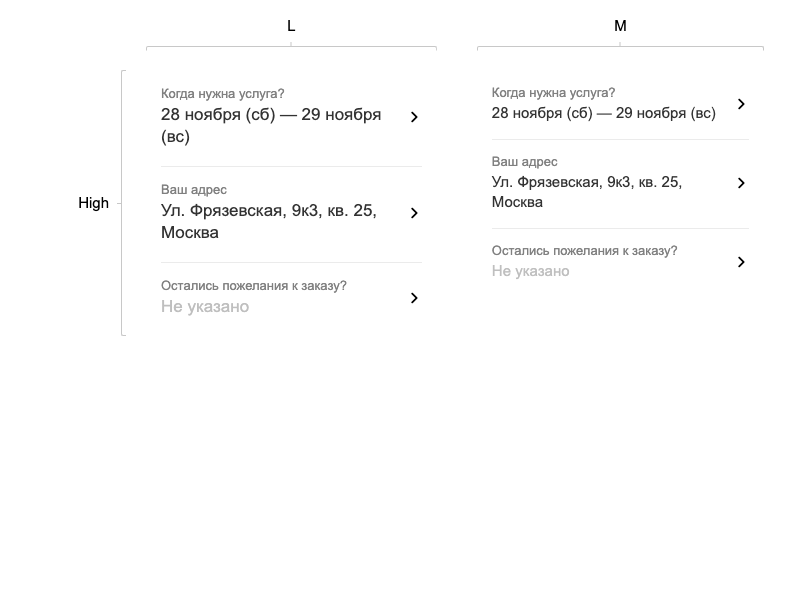 L
M
High
Когда нужна услуга?
28 ноября (сб) — 29 ноября
(вс)
Ваш адрес
Ул. Фрязевская, 9к3, кв. 25,
Москва
Остались пожелания к заказу?
Не указано
Когда нужна услуга?
28 ноября (сб) — 29 ноября (вс)
Ваш адрес
Ул. Фрязевская, 9к3, кв. 25,
Москва
Остались пожелания к заказу?
Не указано